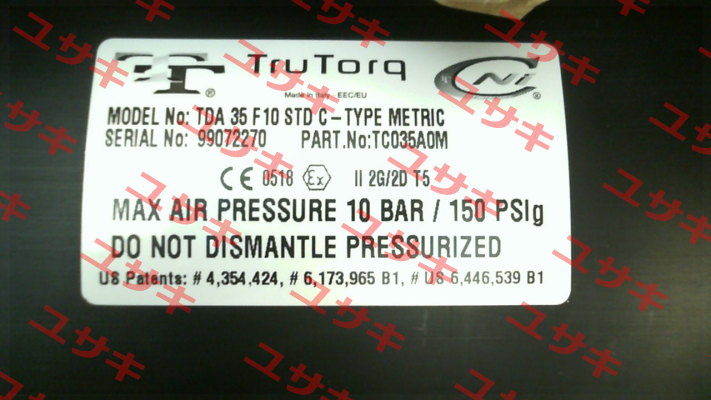 TruTorq
CNI ®
Made in Italy - EEC/EU
MODEL No: TDA 35 F10 STD C-TYPE METRIC
SERIAL No: 99072270 PART.No:TC035A0M
CE 0518 Ex II 2G/2D T5
MAX AIR PRESSURE 10 BAR / 150 PSIg
DO NOT DISMANTLE PRESSURIZED
US Patents: # 4,354,424, # 6,173,965 B1, # US 6,446,539 B1
ユサキ